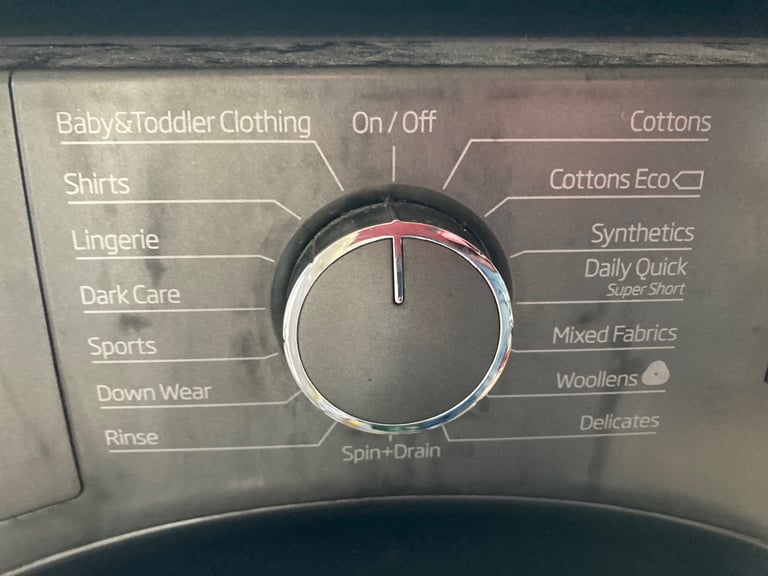 Baby&Toddler Clothing
On / Off
Cottons
Shirts
Cottons Eco
Lingerie
Synthetics
Daily Quick
Super Short
Dark Care
Mixed Fabrics
Sports
Woollens
Down Wear
Delicates
Rinse
Spin+Drain